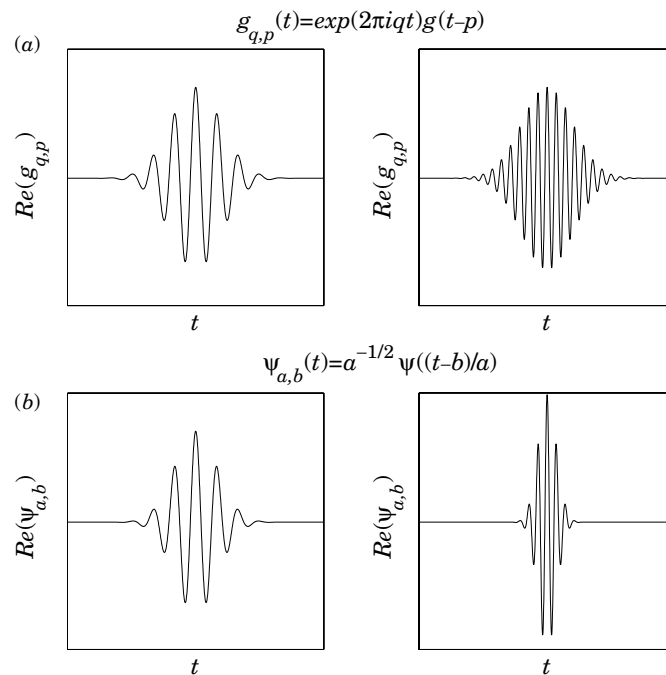 g_{q,p}(t)=exp(2πiqt)g(t–p)
(a)
Re(g_{q,p})
Re(g_{q,p})
t
t
ψ_{a,b}(t)=a^{–1/2} ψ((t–b)/a)
(b)
Re(ψ_{a,b})
Re(ψ_{a,b})
t
t